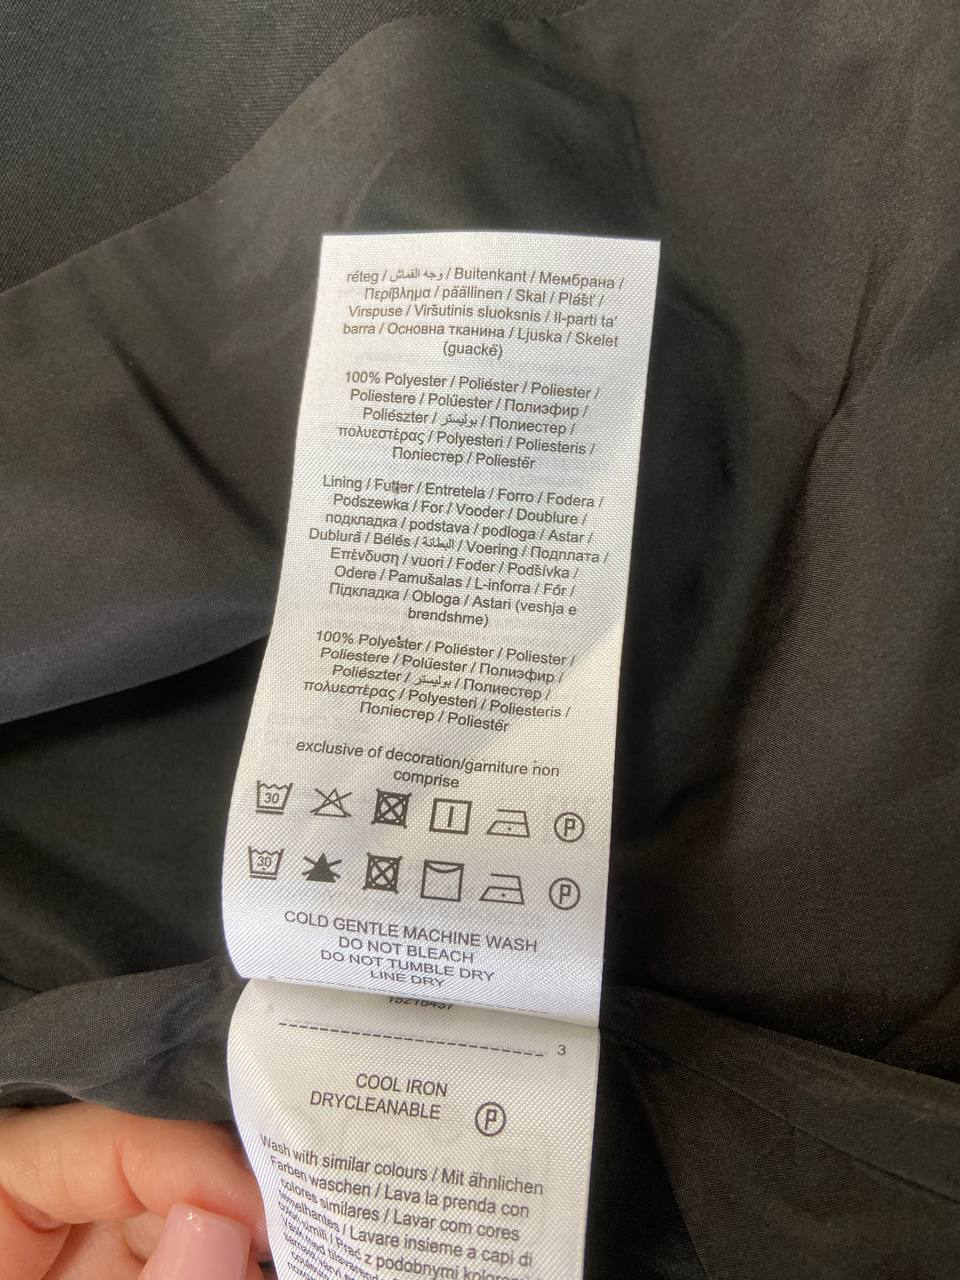 réteg / وجه القماش / Buitenkant / Мембрана /
Περίβλημα / päällinen / Skal / Plášť /
Virspuse / Viršutinis sluoksnis / Il-parti ta'
barra / Основна тканина / Ljuska / Skelet
(guackë)
100% Polyester / Poliéster / Poliester /
Poliestere / Polúester / Полиэфир /
Poliészter / بوليستر / Полиестер /
πολυεστέρας / Polyesteri / Poliesteris /
Поліестер / Poliestër
Lining / Futter / Entretela / Forro / Fodera /
Podszewka / For / Vooder / Doublure /
подкладка / podstava / podloga / Astar /
Dublură / Bélés / البطانة / Voering / Подплата /
Επένδυση / vuori / Foder / Podšívka /
Odere / Pamušalas / L-inforra / Fór /
Підкладка / Obloga / Astari (veshja e
brendshme)
100% Polyester / Poliéster / Poliester /
Poliestere / Polúester / Полиэфир /
Poliészter / بوليستر / Полиестер /
πολυεστέρας / Polyesteri / Poliesteris /
Поліестер / Poliestër
exclusive of decoration/garniture non
comprise
30 P
30 P
COLD GENTLE MACHINE WASH
DO NOT BLEACH
DO NOT TUMBLE DRY
LINE DRY
3
COOL IRON
DRYCLEANABLE P
Wash with similar colours / Mit ähnlichen
Farben waschen / Lava la prenda con
colores similares / Lavar com cores
semelhantes / Lavare insieme a capi di
colori simili / Prać z podobnymi